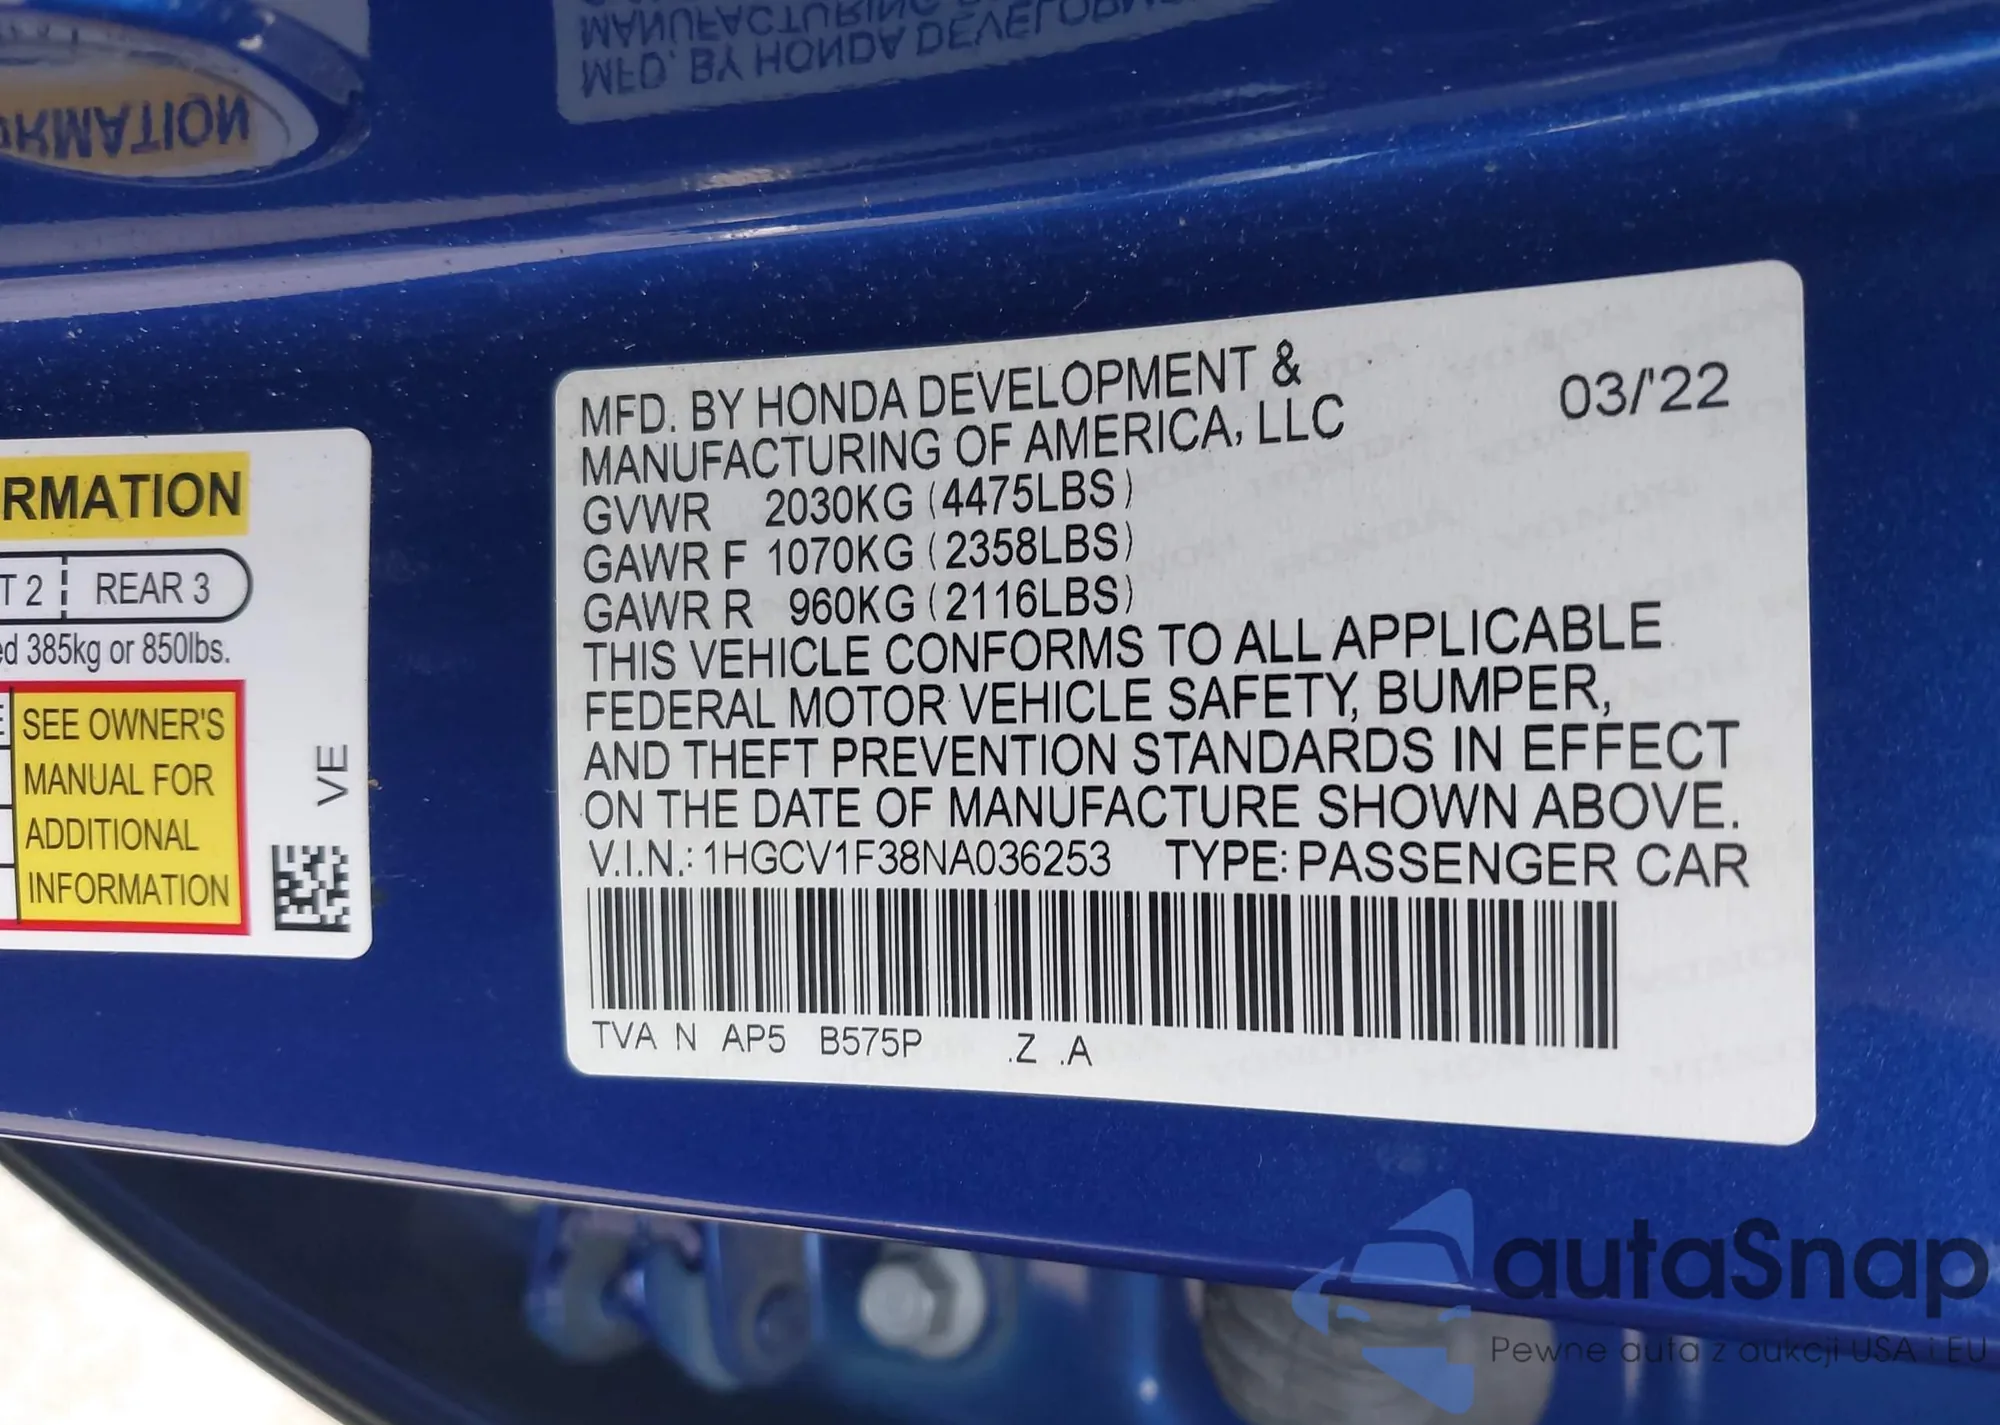 MFD. BY HONDA DEVELOPMENT &
MANUFACTURING OF AMERICA, LLC
03/'22
GVWR 2030KG (4475LBS)
GAWR F 1070KG (2358LBS)
GAWR R 960KG (2116LBS)
THIS VEHICLE CONFORMS TO ALL APPLICABLE
FEDERAL MOTOR VEHICLE SAFETY, BUMPER,
AND THEFT PREVENTION STANDARDS IN EFFECT
ON THE DATE OF MANUFACTURE SHOWN ABOVE.
V.I.N.: 1HGCV1F38NA036253 TYPE: PASSENGER CAR
TVA N AP5 B575P .Z .A
RMATION
T 2 REAR 3
ed 385kg or 850lbs.
SEE OWNER'S
MANUAL FOR
ADDITIONAL
INFORMATION
VE
autaSnap
Pewne auta z aukcji USA i EU